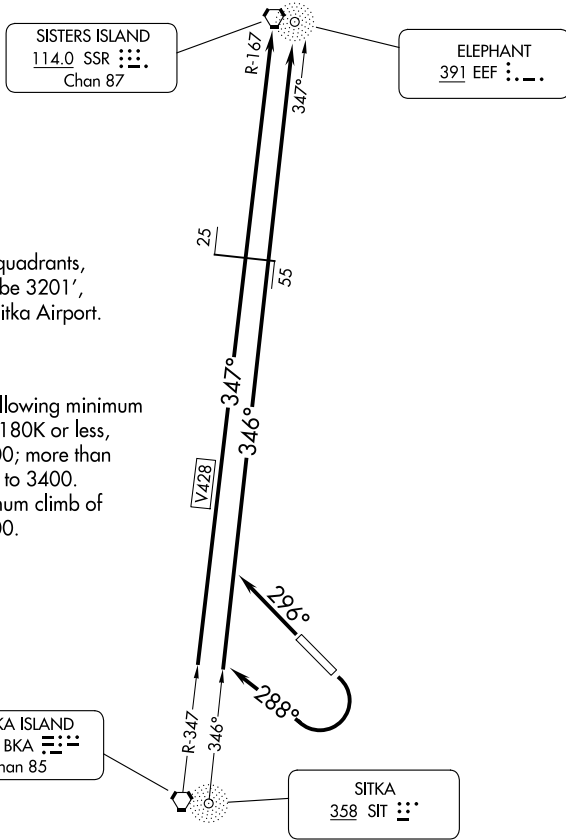 SISTERS ISLAND
114.0 SSR
Chan 87
ELEPHANT
391 EEF
R-167
347°
25
55
quadrants,
be 3201',
itka Airport.
llowing minimum
180K or less,
00; more than
to 3400.
num climb of
00.
347°
346°
V428
296°
288°
R-347
346°
KA ISLAND
BKA
han 85
SITKA
358 SIT